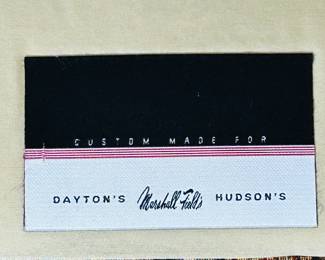 CUSTOM MADE FOR
DAYTON'S Marshall Field's HUDSON'S